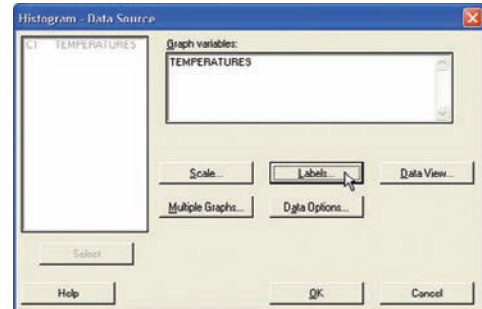 Histogram - Data Source
C1 TEMPERATURES
Graph variables:
TEMPERATURES
Scale...
Labels...
Data View...
Multiple Graphs...
Data Options...
Select
Help
OK
Cancel